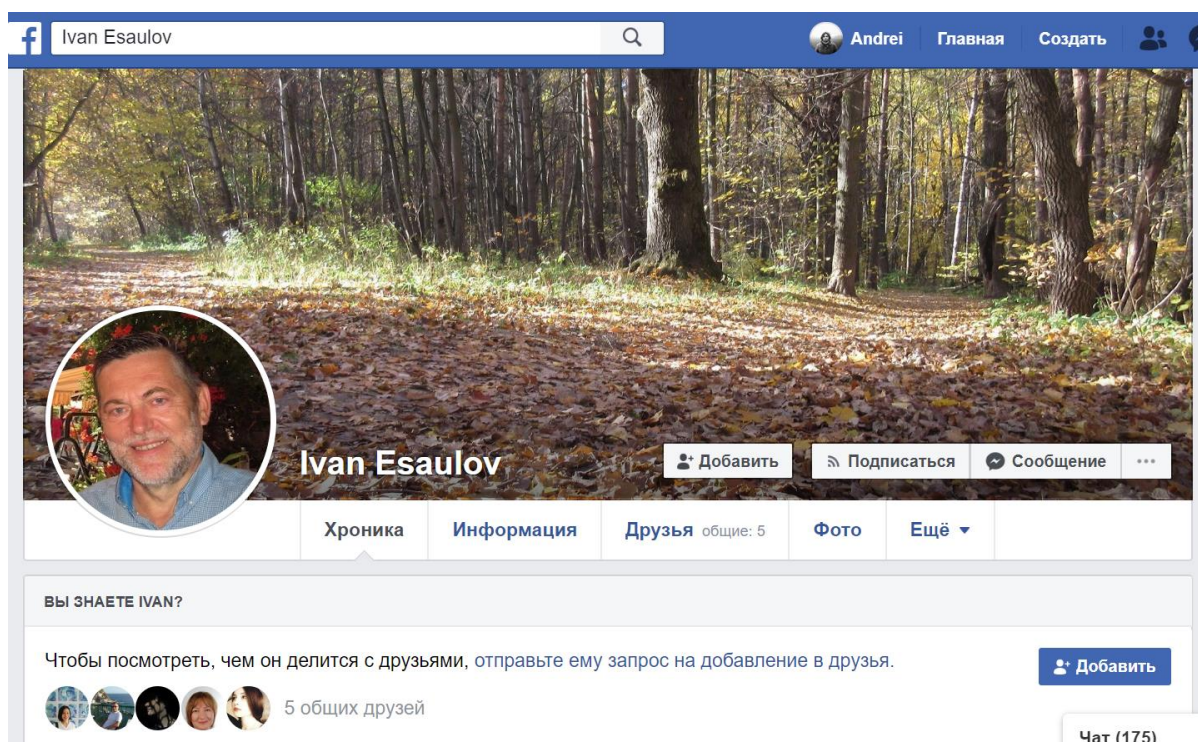 f Ivan Esaulov Andrei Главная Создать
Ivan Esaulov Добавить Подписаться Сообщение ...
Хроника Информация Друзья общие: 5 Фото Ещё
ВЫ ЗНАЕТЕ IVAN?
Чтобы посмотреть, чем он делится с друзьями, отправьте ему запрос на добавление в друзья.
Добавить
5 общих друзей
Чат (175)